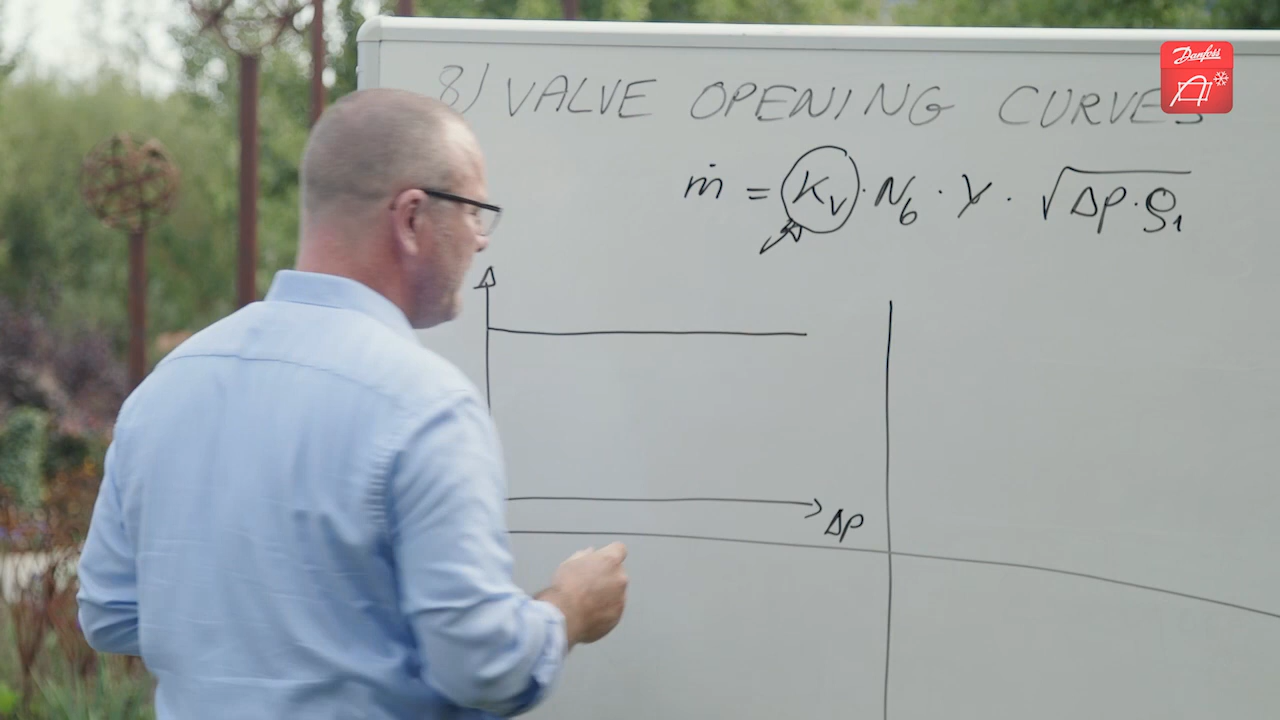 8) VALVE OPENING CURVES
Danfoss
ṁ = Kv · N6 · Y · √Δp·ρ1
Δp